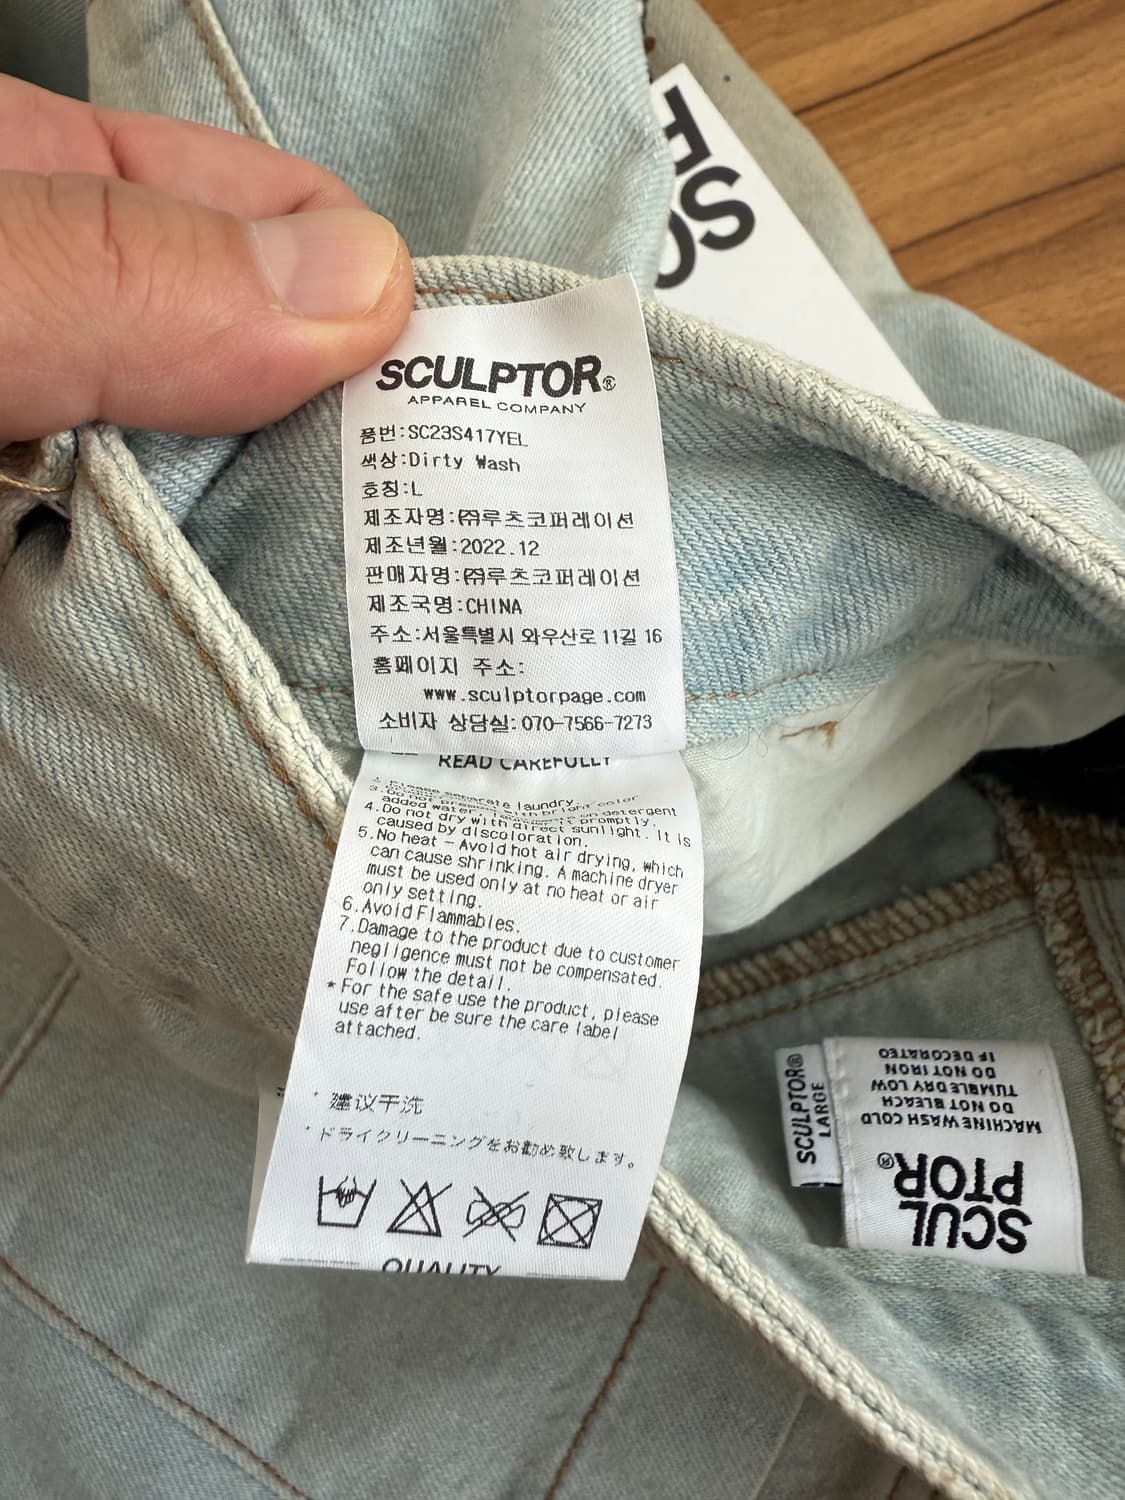 SCULPTOR®
APPAREL COMPANY
품번:SC23S417YEL
색상:Dirty Wash
호칭:L
제조자명:㈜루츠코퍼레이션
제조년월:2022.12
판매자명:㈜루츠코퍼레이션
제조국명:CHINA
주소:서울특별시 와우산로 11길 16
홈페이지 주소:
www.sculptorpage.com
소비자 상담실:070-7566-7273
READ CAREFULLY
1.Please separate laundry.
3.Do not
added water
4.Do not dry with direct sunlight. It is
caused by discoloration.
5.No heat - Avoid hot air drying, which
can cause shrinking. A machine dryer
must be used only at no heat or air
only setting.
6.Avoid Flammables.
7.Damage to the product due to customer
negligence must not be compensated.
Follow the detail.
* For the safe use the product, please
use after be sure the care label
attached.
建议干洗
ドライクリーニングをお勧め致します。
QUALITY
SCULPTOR®
LARGE
SCUL
PTOR®
MACHINE WASH COLD
DO NOT BLEACH
TUMBLE DRY LOW
DO NOT IRON
IF DECORATED